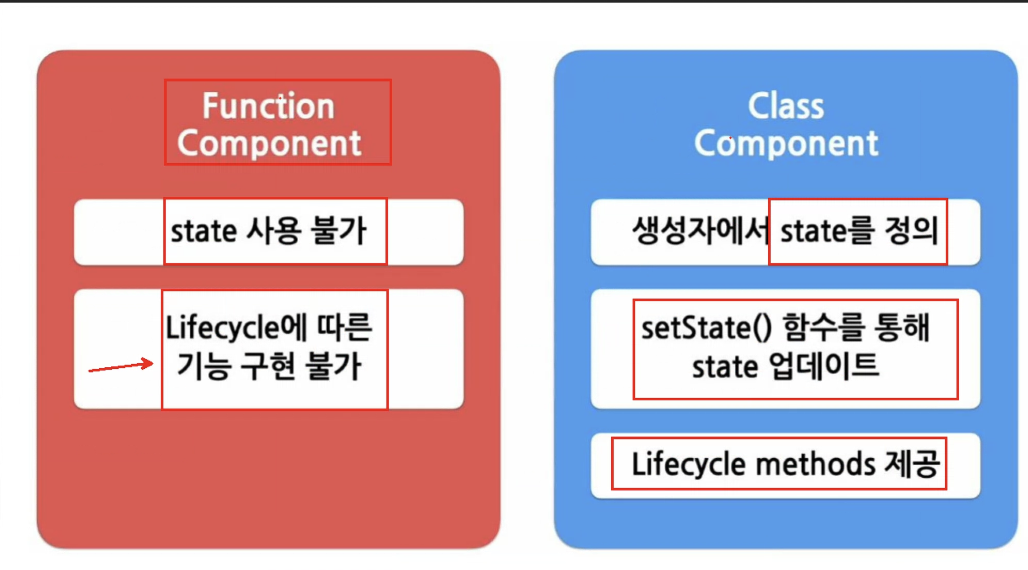 Function
Component
state 사용 불가
Lifecycle에 따른
기능 구현 불가
Class
Component
생성자에서 state를 정의
setState() 함수를 통해
state 업데이트
Lifecycle methods 제공